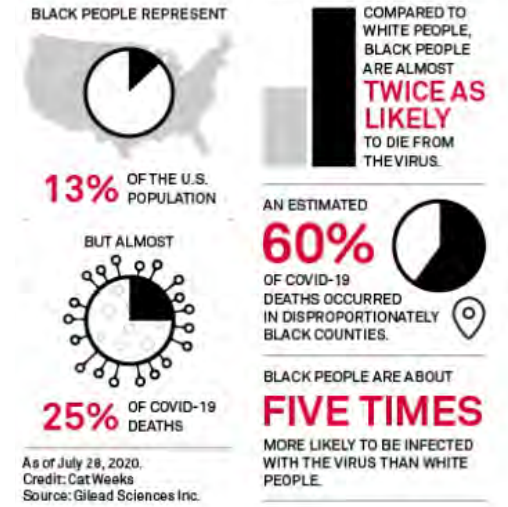 BLACK PEOPLE REPRESENT
13% OF THE U.S.
POPULATION
BUT ALMOST
25% OF COVID-19
DEATHS
As of July 28, 2020.
Credit: Cat Weeks
Source: Gilead Sciences Inc.
COMPARED TO
WHITE PEOPLE,
BLACK PEOPLE
ARE ALMOST
TWICE AS
LIKELY
TO DIE FROM
THE VIRUS.
AN ESTIMATED
60%
OF COVID-19
DEATHS OCCURRED
IN DISPROPORTIONATELY
BLACK COUNTIES.
BLACK PEOPLE ARE ABOUT
FIVE TIMES
MORE LIKELY TO BE INFECTED
WITH THE VIRUS THAN WHITE
PEOPLE.